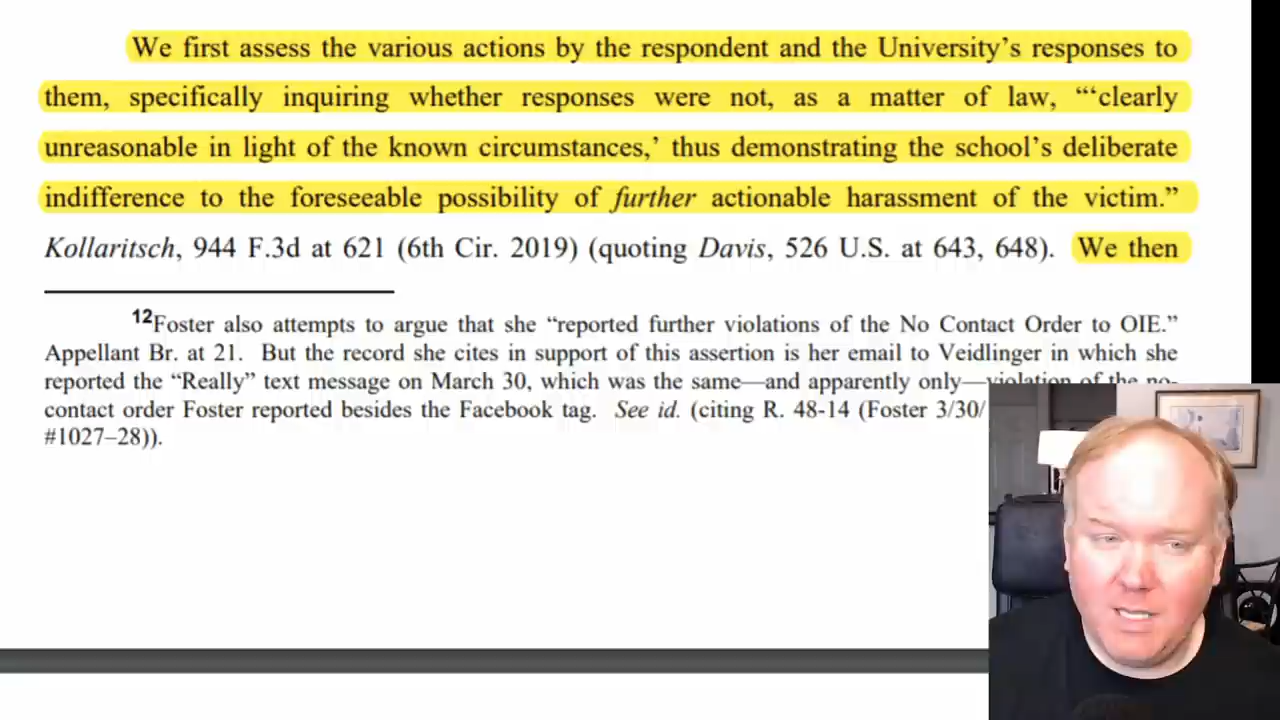 We first assess the various actions by the respondent and the University’s responses to
them, specifically inquiring whether responses were not, as a matter of law, “‘clearly
unreasonable in light of the known circumstances,’ thus demonstrating the school’s deliberate
indifference to the foreseeable possibility of further actionable harassment of the victim.”
Kollaritsch, 944 F.3d at 621 (6th Cir. 2019) (quoting Davis, 526 U.S. at 643, 648). We then
12Foster also attempts to argue that she “reported further violations of the No Contact Order to OIE.”
Appellant Br. at 21. But the record she cites in support of this assertion is her email to Veidlinger in which she
reported the “Really” text message on March 30, which was the same—and apparently only—violation of the no-
contact order Foster reported besides the Facebook tag. See id. (citing R. 48-14 (Foster 3/30/
#1027–28)).